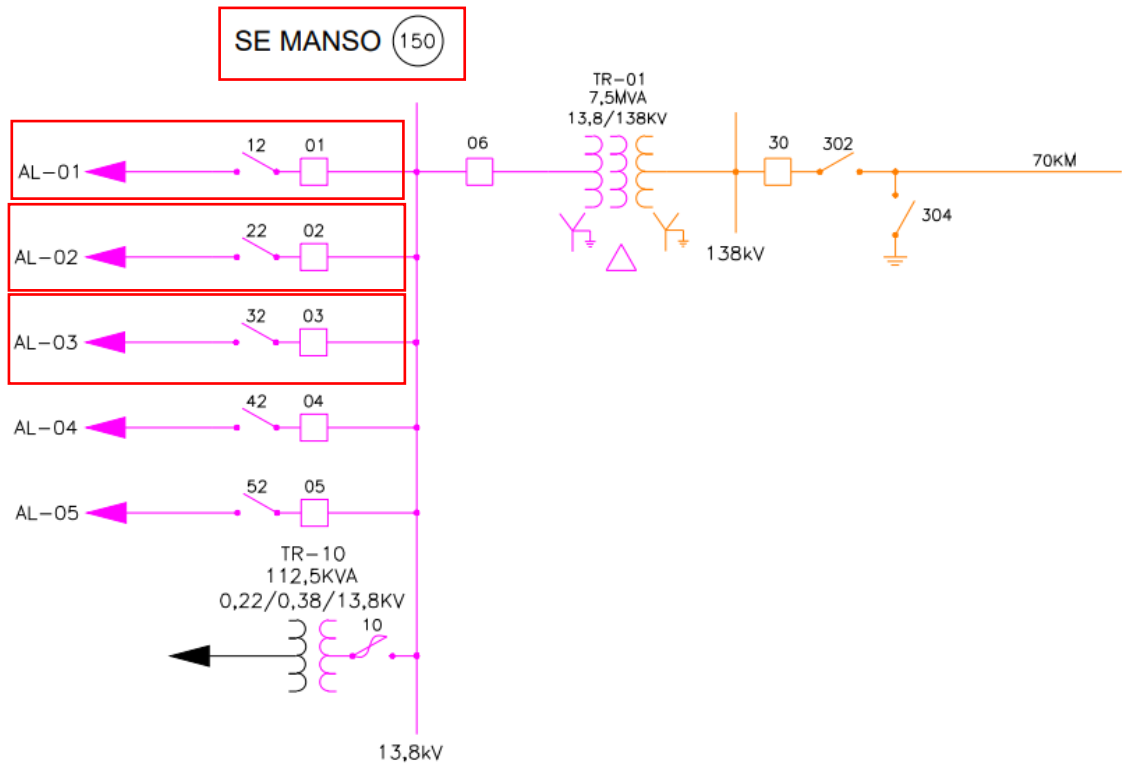 SE MANSO 150
TR-01
7,5MVA
13,8/138KV
AL-01 12 01
06
30 302
70KM
304
138kV
AL-02 22 02
AL-03 32 03
AL-04 42 04
AL-05 52 05
TR-10
112,5KVA
0,22/0,38/13,8KV
10
13,8kV